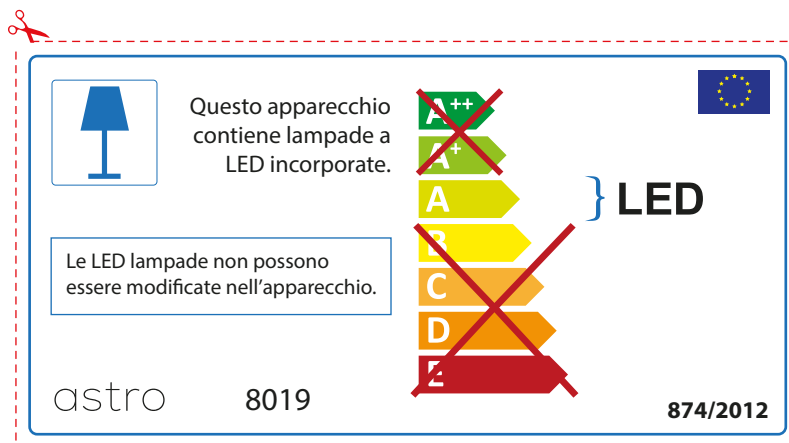 Questo apparecchio
contiene lampade a
LED incorporate.
Le LED lampade non possono
essere modificate nell'apparecchio.
A++
A+
A
B
C
D
E
LED
astro
8019
874/2012